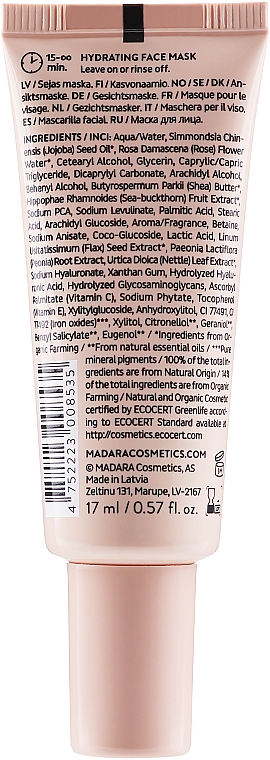 15-∞ min.
HYDRATING FACE MASK
Leave on or rinse off.
LV / Sejas maska. FI / Kasvonaamio. NO / SE / DK / An-
siktsmaske. DE / Gesichtsmaske. FR / Masque pour le
visage. NL / Gezichtsmasker. IT / Maschera per il viso.
ES / Mascarilla facial. RU / Маска для лица.
INGREDIENTS / INCI: Aqua/Water, Simmondsia Chin-
ensis (Jojoba) Seed Oil*, Rosa Damascena (Rose) Flower
Water*, Cetearyl Alcohol, Glycerin, Caprylic/Capric
Triglyceride, Dicaprylyl Carbonate, Arachidyl Alcohol,
Behenyl Alcohol, Butyrospermum Parkii (Shea) Butter*,
Hippophae Rhamnoides (Sea-buckthorn) Fruit Extract*,
Sodium PCA, Sodium Levulinate, Palmitic Acid, Stearic
Acid, Arachidyl Glucoside, Aroma/Fragrance, Betaine,
Sodium Anisate, Coco-Glucoside, Lactic Acid, Linum
Usitatissimum (Flax) Seed Extract*, Paeonia Lactiflora
(Peonia) Root Extract, Urtica Dioica (Nettle) Leaf Extract*,
Sodium Hyaluronate, Xanthan Gum, Hydrolyzed Hyalu-
ronic Acid, Hydrolyzed Glycosaminoglycans, Ascorbyl
Palmitate (Vitamin C), Sodium Phytate, Tocopherol
(Vitamin E), Xylitylglucoside, Anhydroxylitol, CI 77491, CI
77492 (Iron oxides)***, Xylitol, Citronellol**, Geraniol**,
Benzyl Salicylate**, Eugenol** / *Ingredients from Or-
ganic Farming / **From natural essential oils / ***Pure
mineral pigments / 100% of the total in-
gredients are from Natural Origin / 14%
of the total ingredients are from Organic
Farming / Natural and Organic Cosmetic
certified by ECOCERT Greenlife accord-
ing to ECOCERT Standard available at
http://cosmetics.ecocert.com
MADARACOSMETICS.COM
© MADARA Cosmetics, AS
Made in Latvia
Zeltinu 131, Marupe, LV-2167
17 ml / 0.57 fl. oz.
4 752223 008535